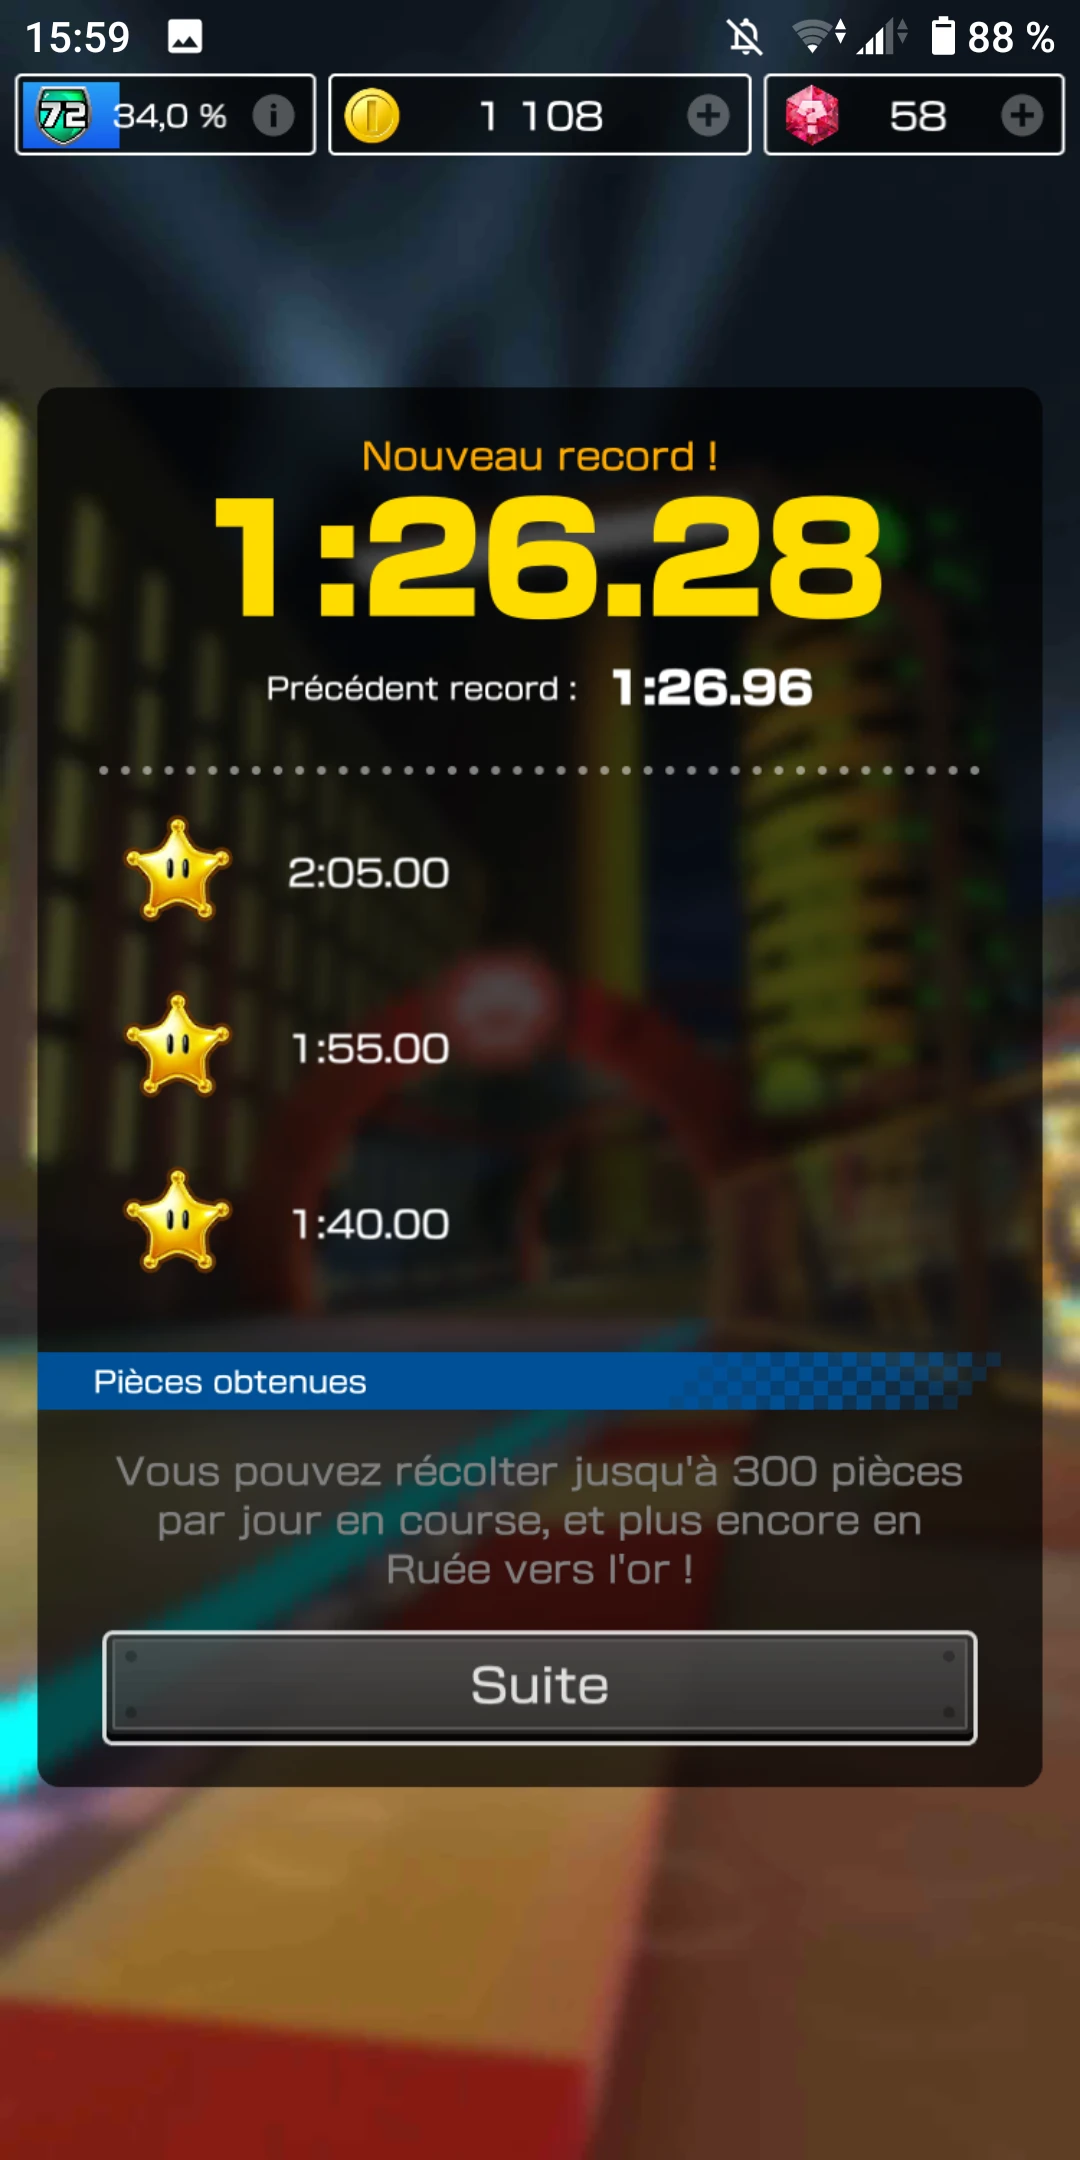 15:59
88 %
72 34,0 % i
1 108 +
58 +
Nouveau record !
1:26.28
Précédent record : 1:26.96
2:05.00
1:55.00
1:40.00
Pièces obtenues
Vous pouvez récolter jusqu'à 300 pièces
par jour en course, et plus encore en
Ruée vers l'or !
Suite